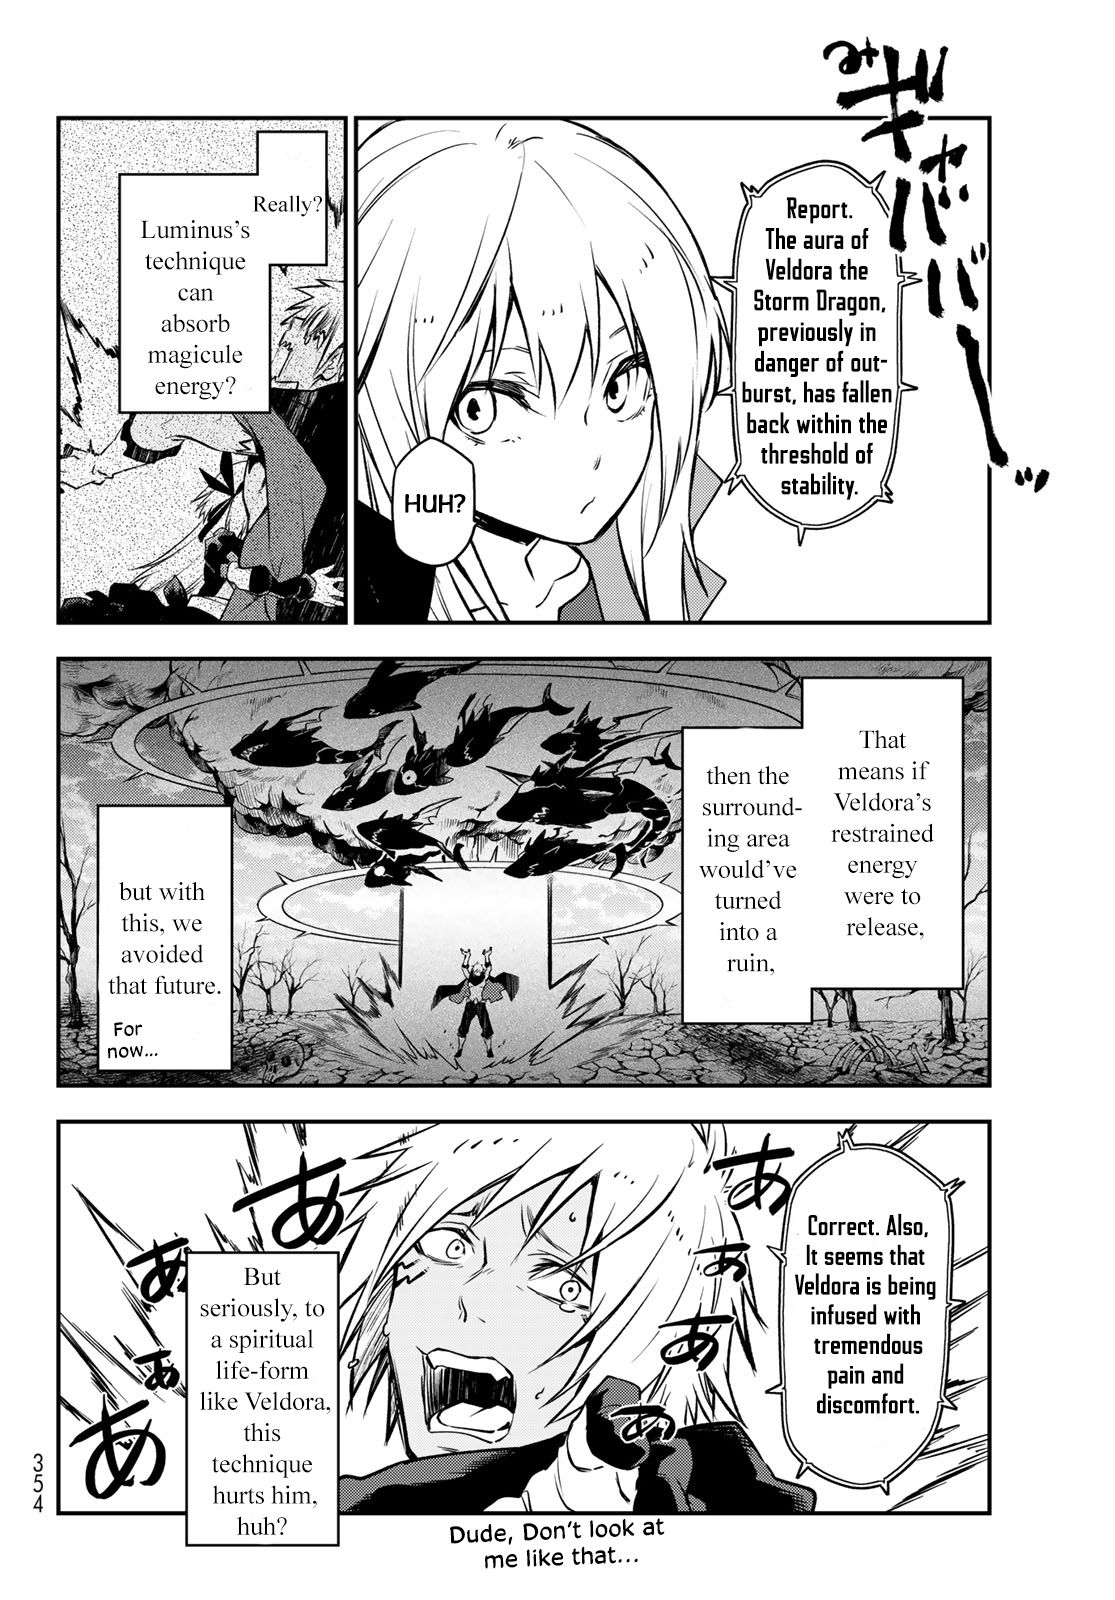 ギャババババーッ
てめ
Report.
The aura of
Veldora the
Storm Dragon,
previously in
danger of out-
burst, has fallen
back within the
threshold of
stability.
HUH?
Really?
Luminus's
technique
can
absorb
magicule
energy?
That
means if
Veldora's
restrained
energy
were to
release,
then the
surround-
ing area
would've
turned
into a
ruin,
but with
this, we
avoided
that future.
For
now...
Correct. Also,
It seems that
Veldora is being
infused with
tremendous
pain and
discomfort.
あ
あ
あ
あ
あ
あ
But
seriously, to
a spiritual
life-form
like Veldora,
this
technique
hurts him,
huh?
Dude, Don't look at
me like that...
354